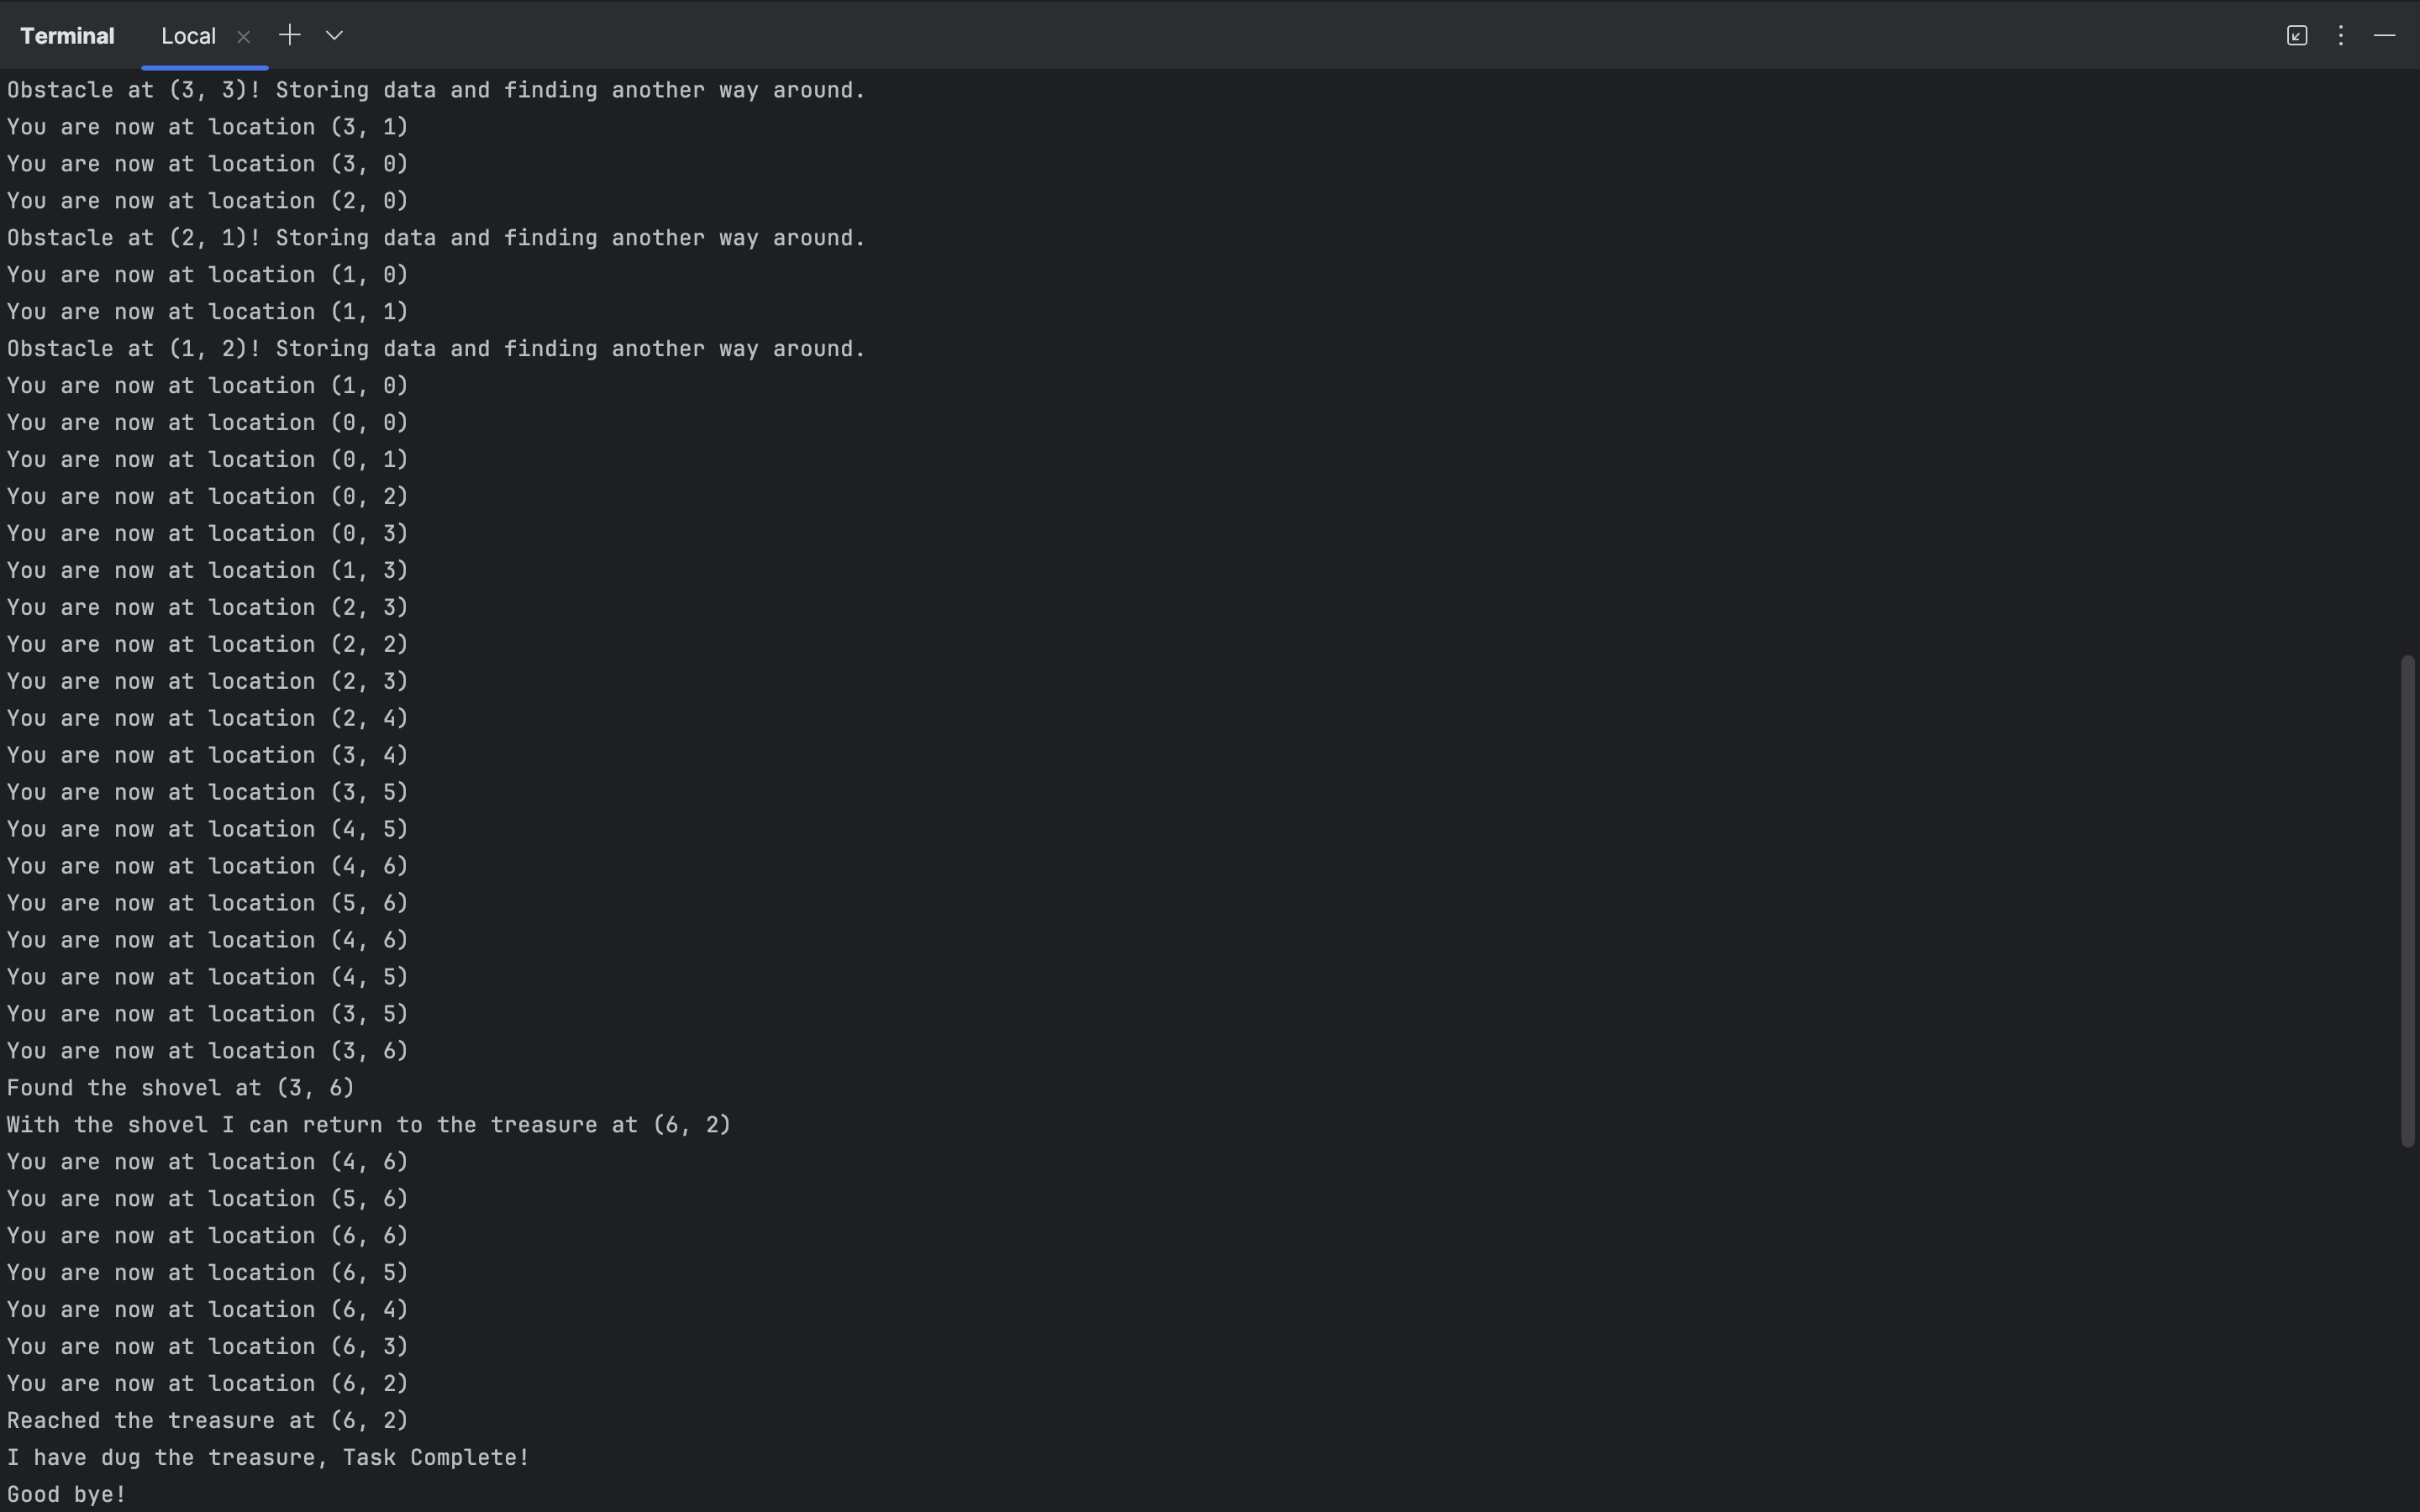 Terminal Local
Obstacle at (3, 3)! Storing data and finding another way around.
You are now at location (3, 1)
You are now at location (3, 0)
You are now at location (2, 0)
Obstacle at (2, 1)! Storing data and finding another way around.
You are now at location (1, 0)
You are now at location (1, 1)
Obstacle at (1, 2)! Storing data and finding another way around.
You are now at location (1, 0)
You are now at location (0, 0)
You are now at location (0, 1)
You are now at location (0, 2)
You are now at location (0, 3)
You are now at location (1, 3)
You are now at location (2, 3)
You are now at location (2, 2)
You are now at location (2, 3)
You are now at location (2, 4)
You are now at location (3, 4)
You are now at location (3, 5)
You are now at location (4, 5)
You are now at location (4, 6)
You are now at location (5, 6)
You are now at location (4, 6)
You are now at location (4, 5)
You are now at location (3, 5)
You are now at location (3, 6)
Found the shovel at (3, 6)
With the shovel I can return to the treasure at (6, 2)
You are now at location (4, 6)
You are now at location (5, 6)
You are now at location (6, 6)
You are now at location (6, 5)
You are now at location (6, 4)
You are now at location (6, 3)
You are now at location (6, 2)
Reached the treasure at (6, 2)
I have dug the treasure, Task Complete!
Good bye!